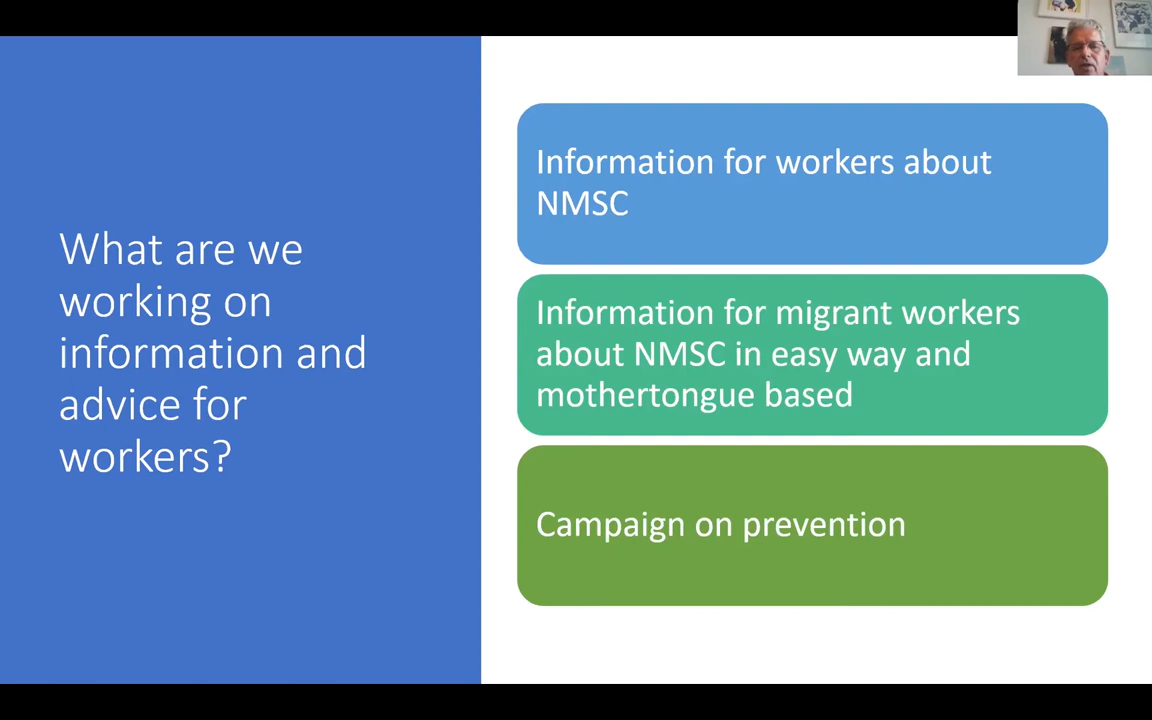 What are we
working on
information and
advice for
workers?
Information for workers about
NMSC
Information for migrant workers
about NMSC in easy way and
mothertongue based
Campaign on prevention